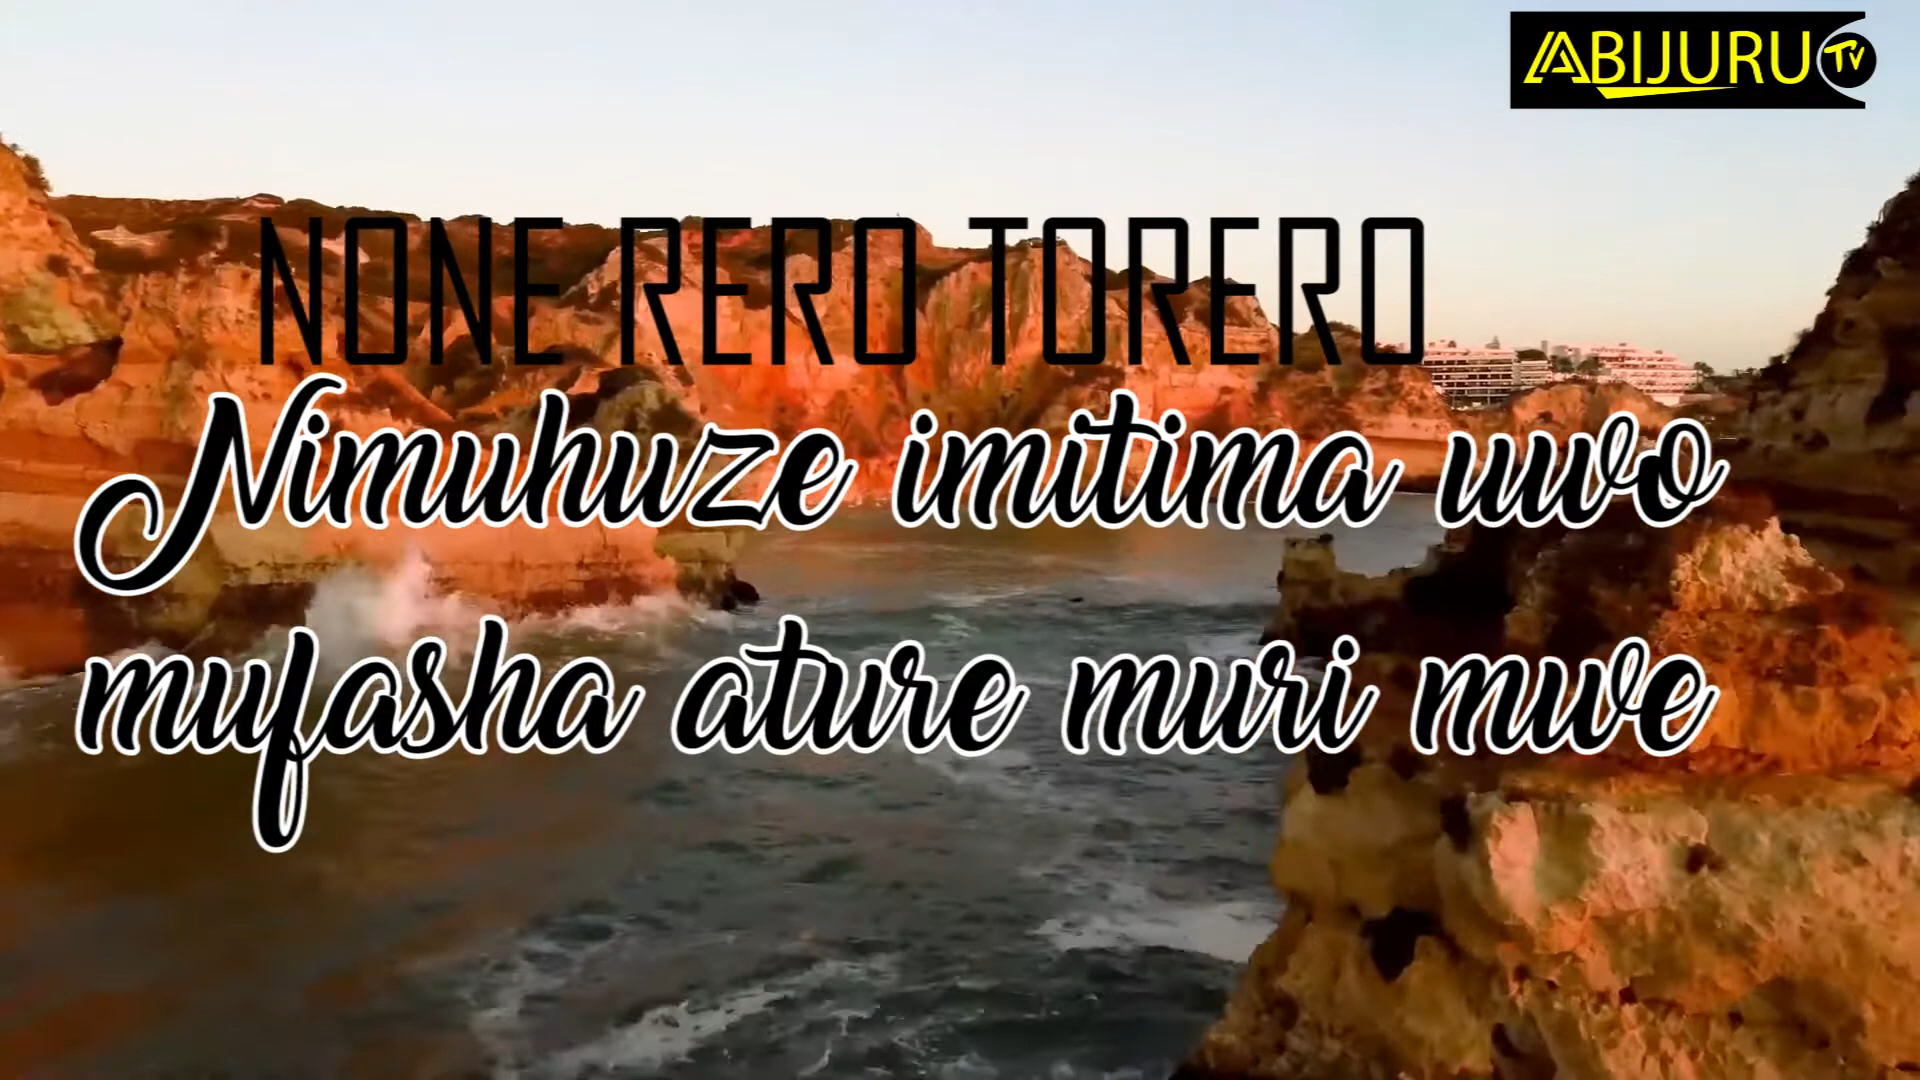 ABIJURU TV
NONE RERO TORERO
Nimuhuze imitima uwo
mufasha ature muri mwe